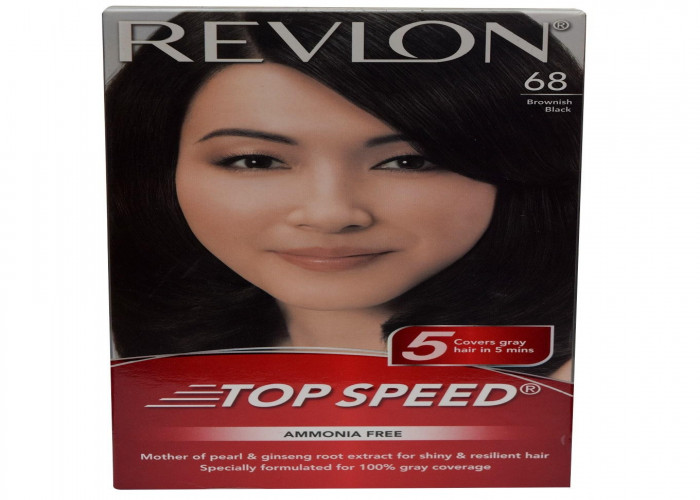 REVLON®
68
Brownish
Black
5 Covers gray
hair in 5 mins
TOP SPEED®
AMMONIA FREE
Mother of pearl & ginseng root extract for shiny & resilient hair
Specially formulated for 100% gray coverage